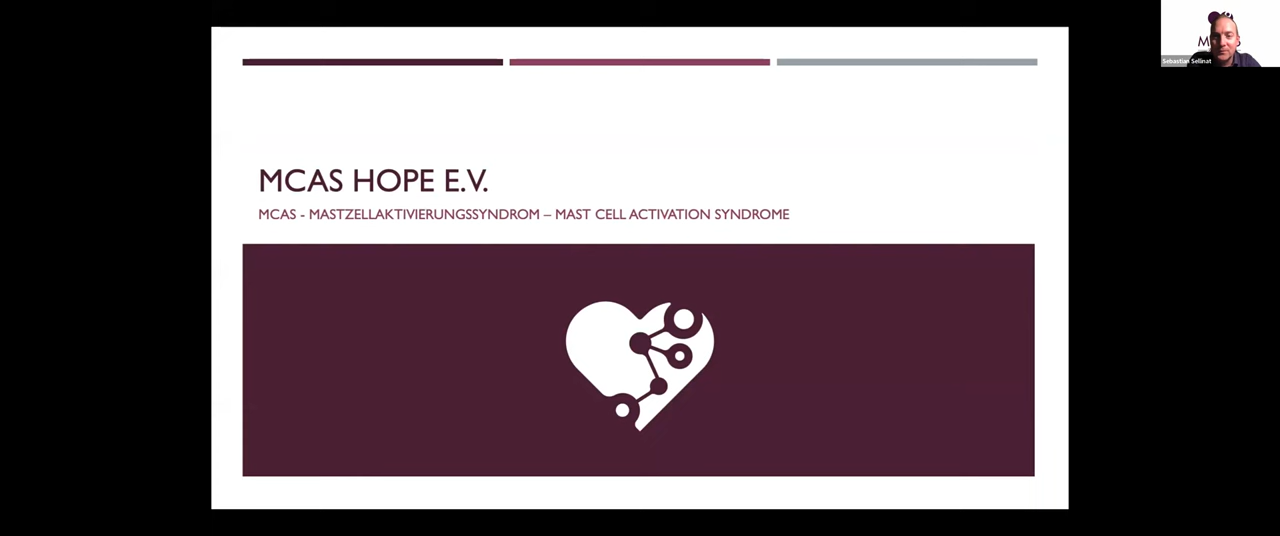 MCAS HOPE E.V.
MCAS - MASTZELLAKTIVIERUNGSSYNDROM – MAST CELL ACTIVATION SYNDROME
Sebastian Sellinat